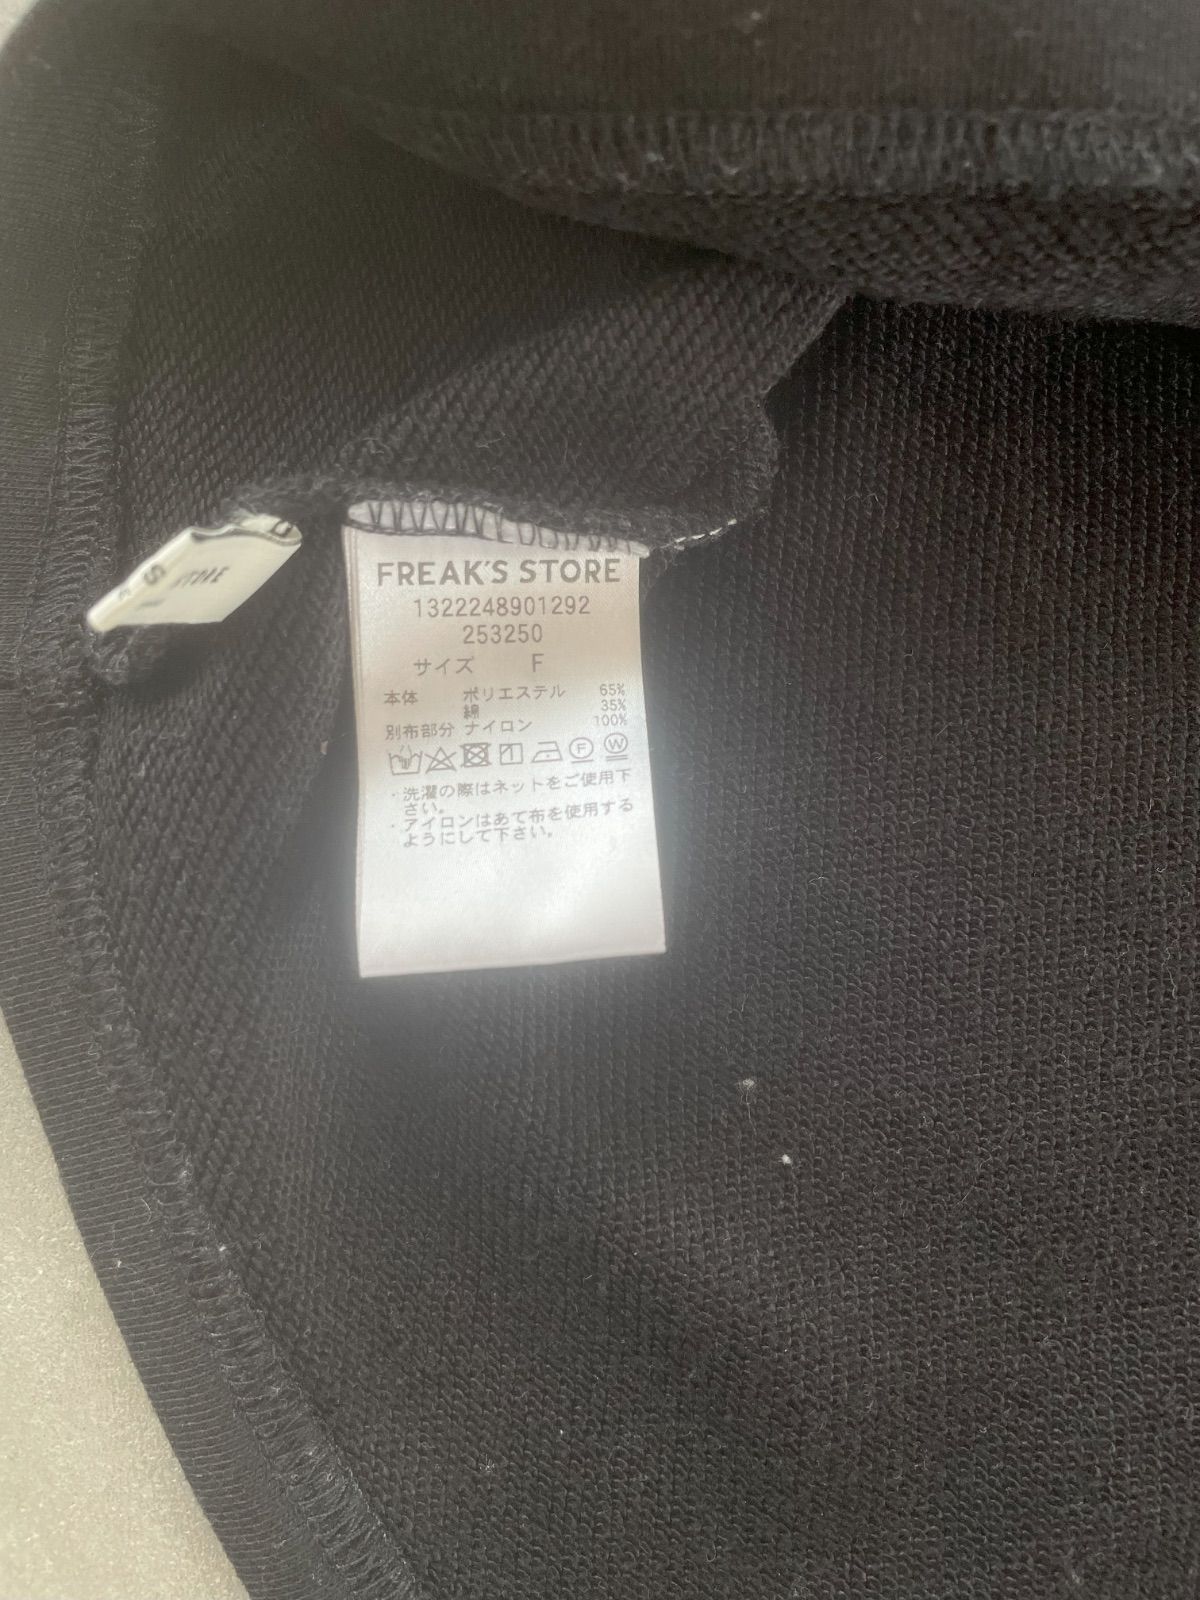 FREAK'S STORE
1322248901292
253250
サイズ F
本体 ポリエステル 65%
綿 35%
別布部分 ナイロン 100%
F W
・洗濯の際はネットをご使用下
さい。
・アイロンはあて布を使用する
ようにして下さい。
S STORE